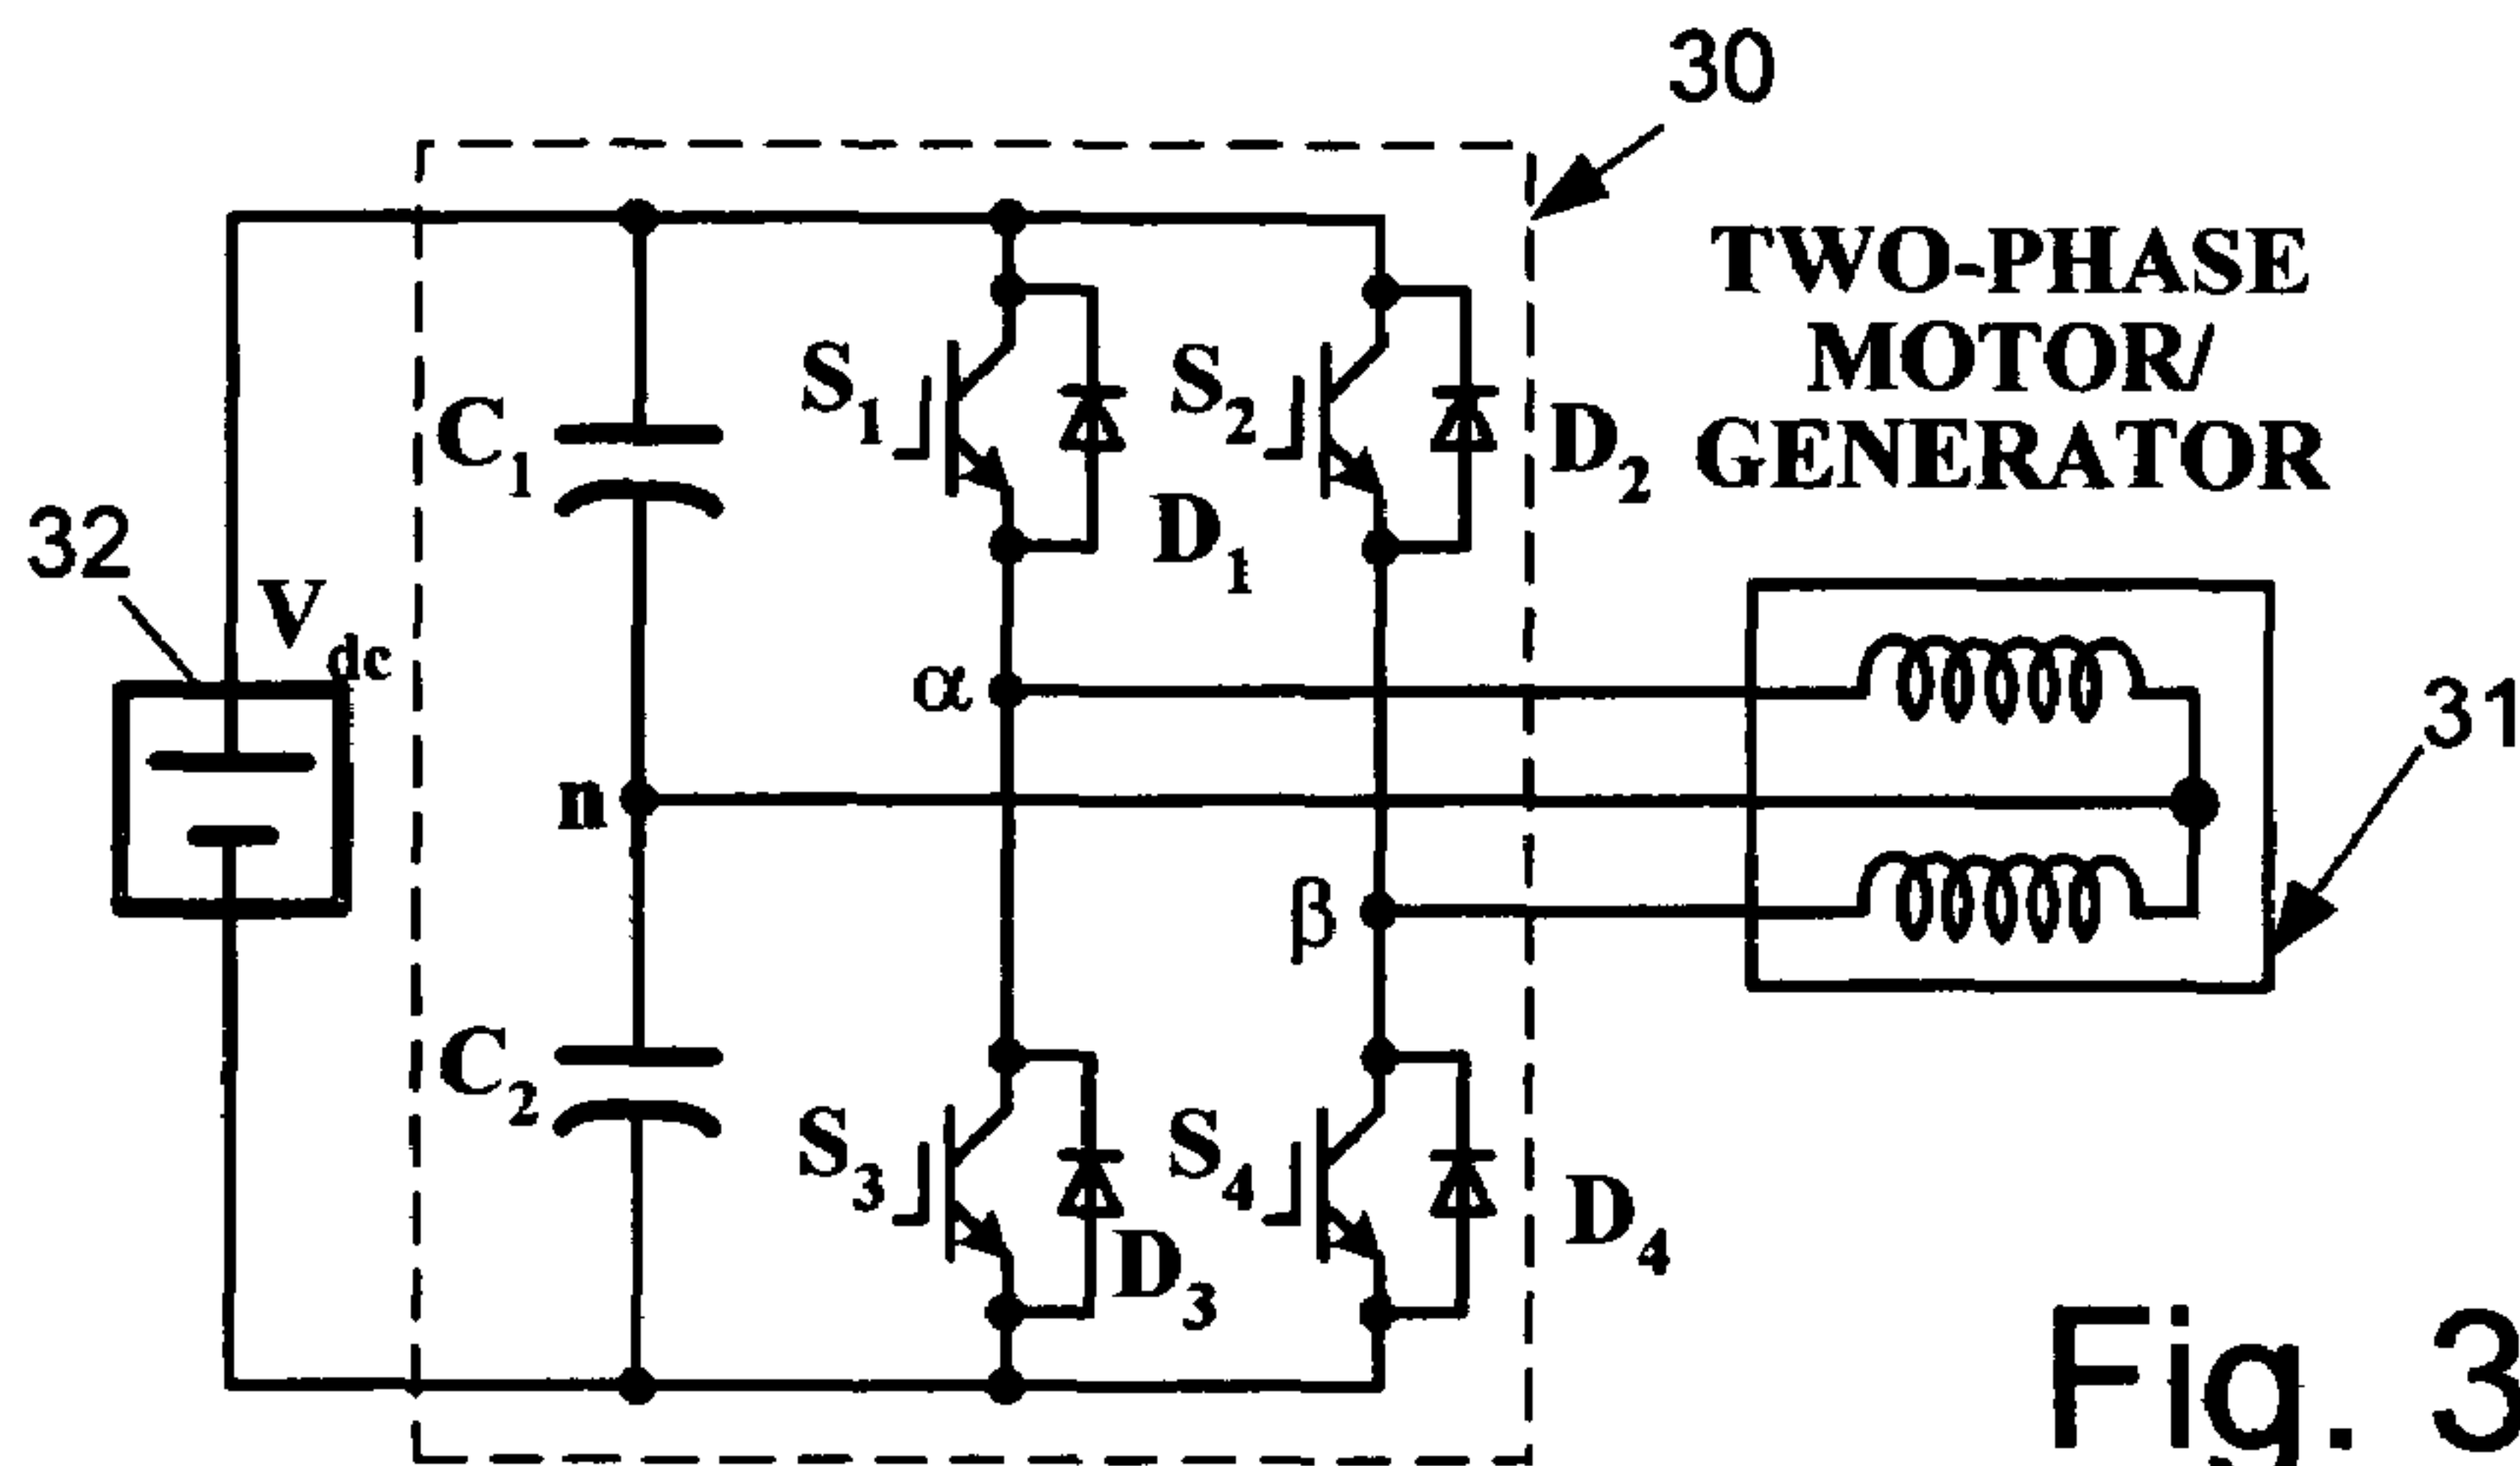 30
TWO-PHASE
MOTOR/
GENERATOR
S1
S2
C1
D2
D1
32
Vdc
α
31
n
β
C2
S3
S4
D4
D3
Fig. 3